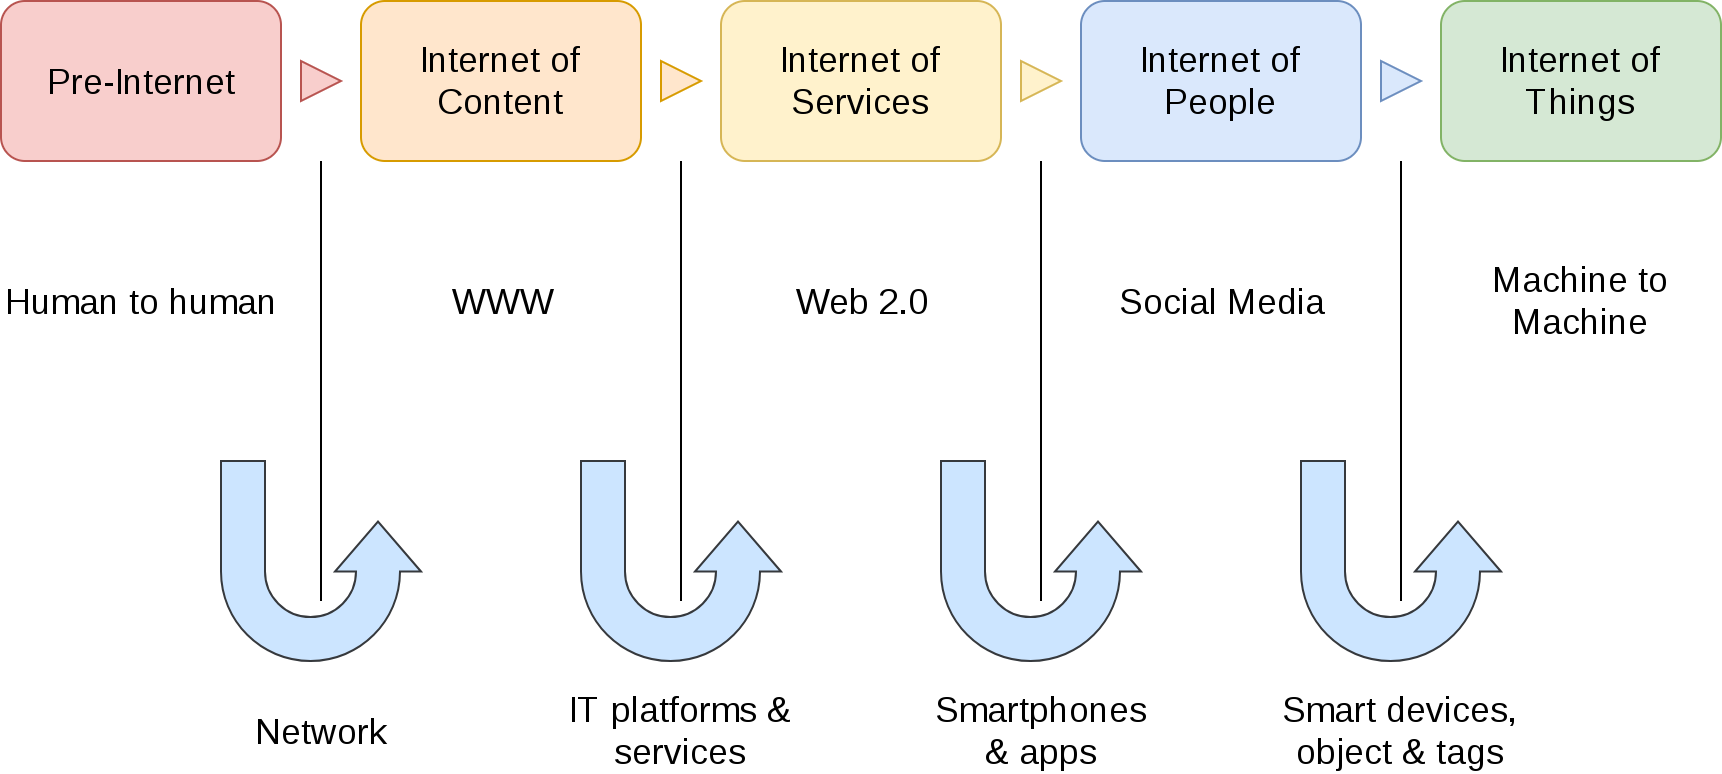 Pre-Internet
Internet of
Content
Internet of
Services
Internet of
People
Internet of
Things
Human to human
WWW
Web 2.0
Social Media
Machine to
Machine
Network
IT platforms &
services
Smartphones
& apps
Smart devices,
object & tags